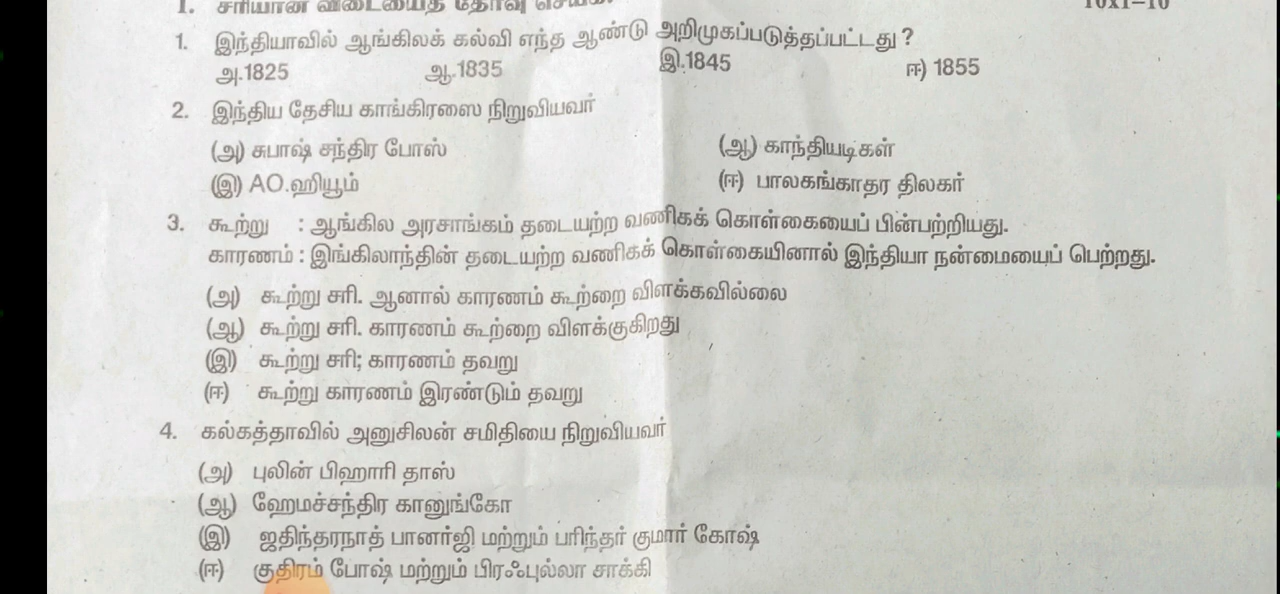 I. சரியான விடையைத் தேர்வு செய்க. 10x1=10
1. இந்தியாவில் ஆங்கிலக் கல்வி எந்த ஆண்டு அறிமுகப்படுத்தப்பட்டது ?
அ.1825 ஆ.1835 இ.1845 ஈ) 1855
2. இந்திய தேசிய காங்கிரஸை நிறுவியவர்
(அ) சுபாஷ் சந்திர போஸ் (ஆ) காந்தியடிகள்
(இ) AO.ஹியூம் (ஈ) பாலகங்காதர திலகர்
3. கூற்று : ஆங்கில அரசாங்கம் தடையற்ற வணிகக் கொள்கையைப் பின்பற்றியது.
காரணம் : இங்கிலாந்தின் தடையற்ற வணிகக் கொள்கையினால் இந்தியா நன்மையைப் பெற்றது.
(அ) கூற்று சரி. ஆனால் காரணம் கூற்றை விளக்கவில்லை
(ஆ) கூற்று சரி. காரணம் கூற்றை விளக்குகிறது
(இ) கூற்று சரி; காரணம் தவறு
(ஈ) கூற்று காரணம் இரண்டும் தவறு
4. கல்கத்தாவில் அனுசிலன் சமிதியை நிறுவியவர்
(அ) புலின் பிஹாரி தாஸ்
(ஆ) ஹேமச்சந்திர கானுங்கோ
(இ) ஜதிந்தரநாத் பானர்ஜி மற்றும் பரிந்தர் குமார் கோஷ்
(ஈ) குதிரம் போஷ் மற்றும் பிரஃபுல்லா சாக்கி